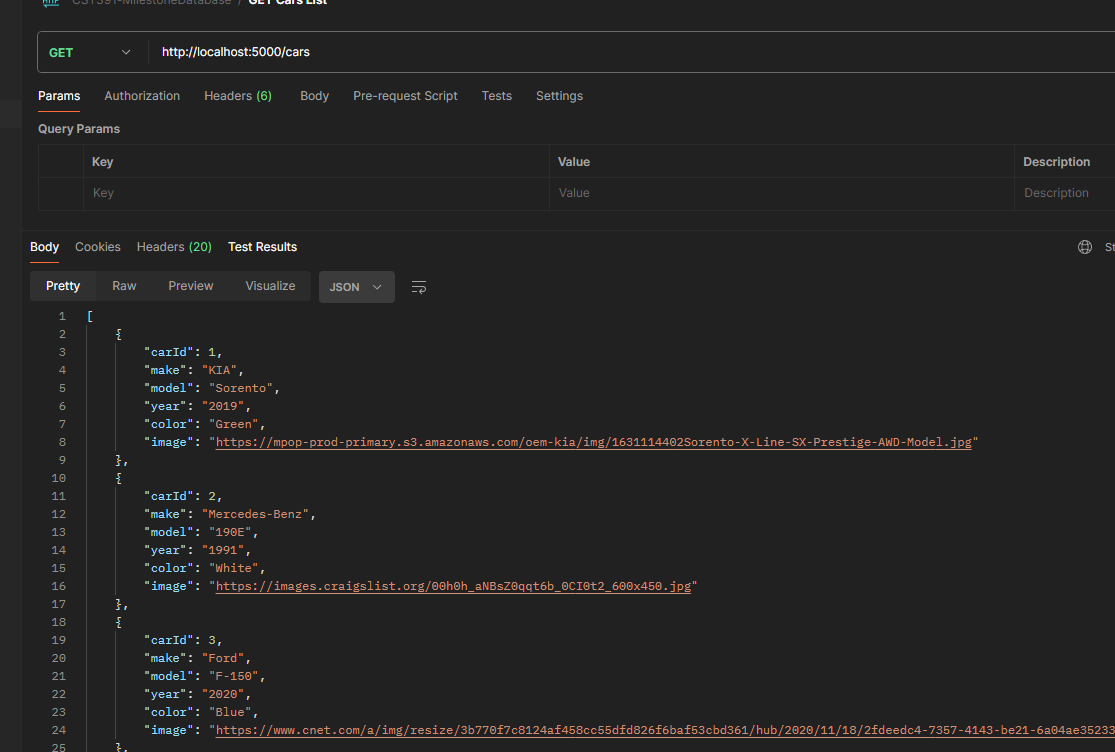 CST391-MilestoneDatabase / GET Cars List
GET http://localhost:5000/cars
Params Authorization Headers (6) Body Pre-request Script Tests Settings
Query Params
Key Value Description
Key Value Description
Body Cookies Headers (20) Test Results St
Pretty Raw Preview Visualize JSON
1 [
2 {
3 "carId": 1,
4 "make": "KIA",
5 "model": "Sorento",
6 "year": "2019",
7 "color": "Green",
8 "image": "https://mpop-prod-primary.s3.amazonaws.com/oem-kia/img/1631114402Sorento-X-Line-SX-Prestige-AWD-Model.jpg"
9 },
10 {
11 "carId": 2,
12 "make": "Mercedes-Benz",
13 "model": "190E",
14 "year": "1991",
15 "color": "White",
16 "image": "https://images.craigslist.org/00h0h_aNBsZ0qqt6b_0CI0t2_600x450.jpg"
17 },
18 {
19 "carId": 3,
20 "make": "Ford",
21 "model": "F-150",
22 "year": "2020",
23 "color": "Blue",
24 "image": "https://www.cnet.com/a/img/resize/3b770f7c8124af458cc55dfd826f6baf53cbd361/hub/2020/11/18/2fdeedc4-7357-4143-be21-6a04ae35233
25 },